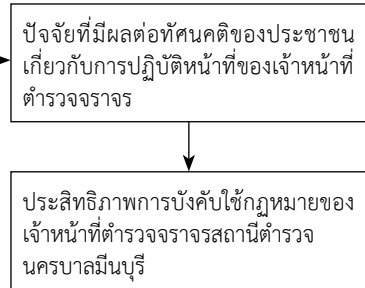 ปัจจัยที่มีผลต่อทัศนคติของประชาชน
เกี่ยวกับการปฏิบัติหน้าที่ของเจ้าหน้าที่
ตำรวจจราจร
ประสิทธิภาพการบังคับใช้กฎหมายของ
เจ้าหน้าที่ตำรวจจราจรสถานีตำรวจ
นครบาลมีนบุรี